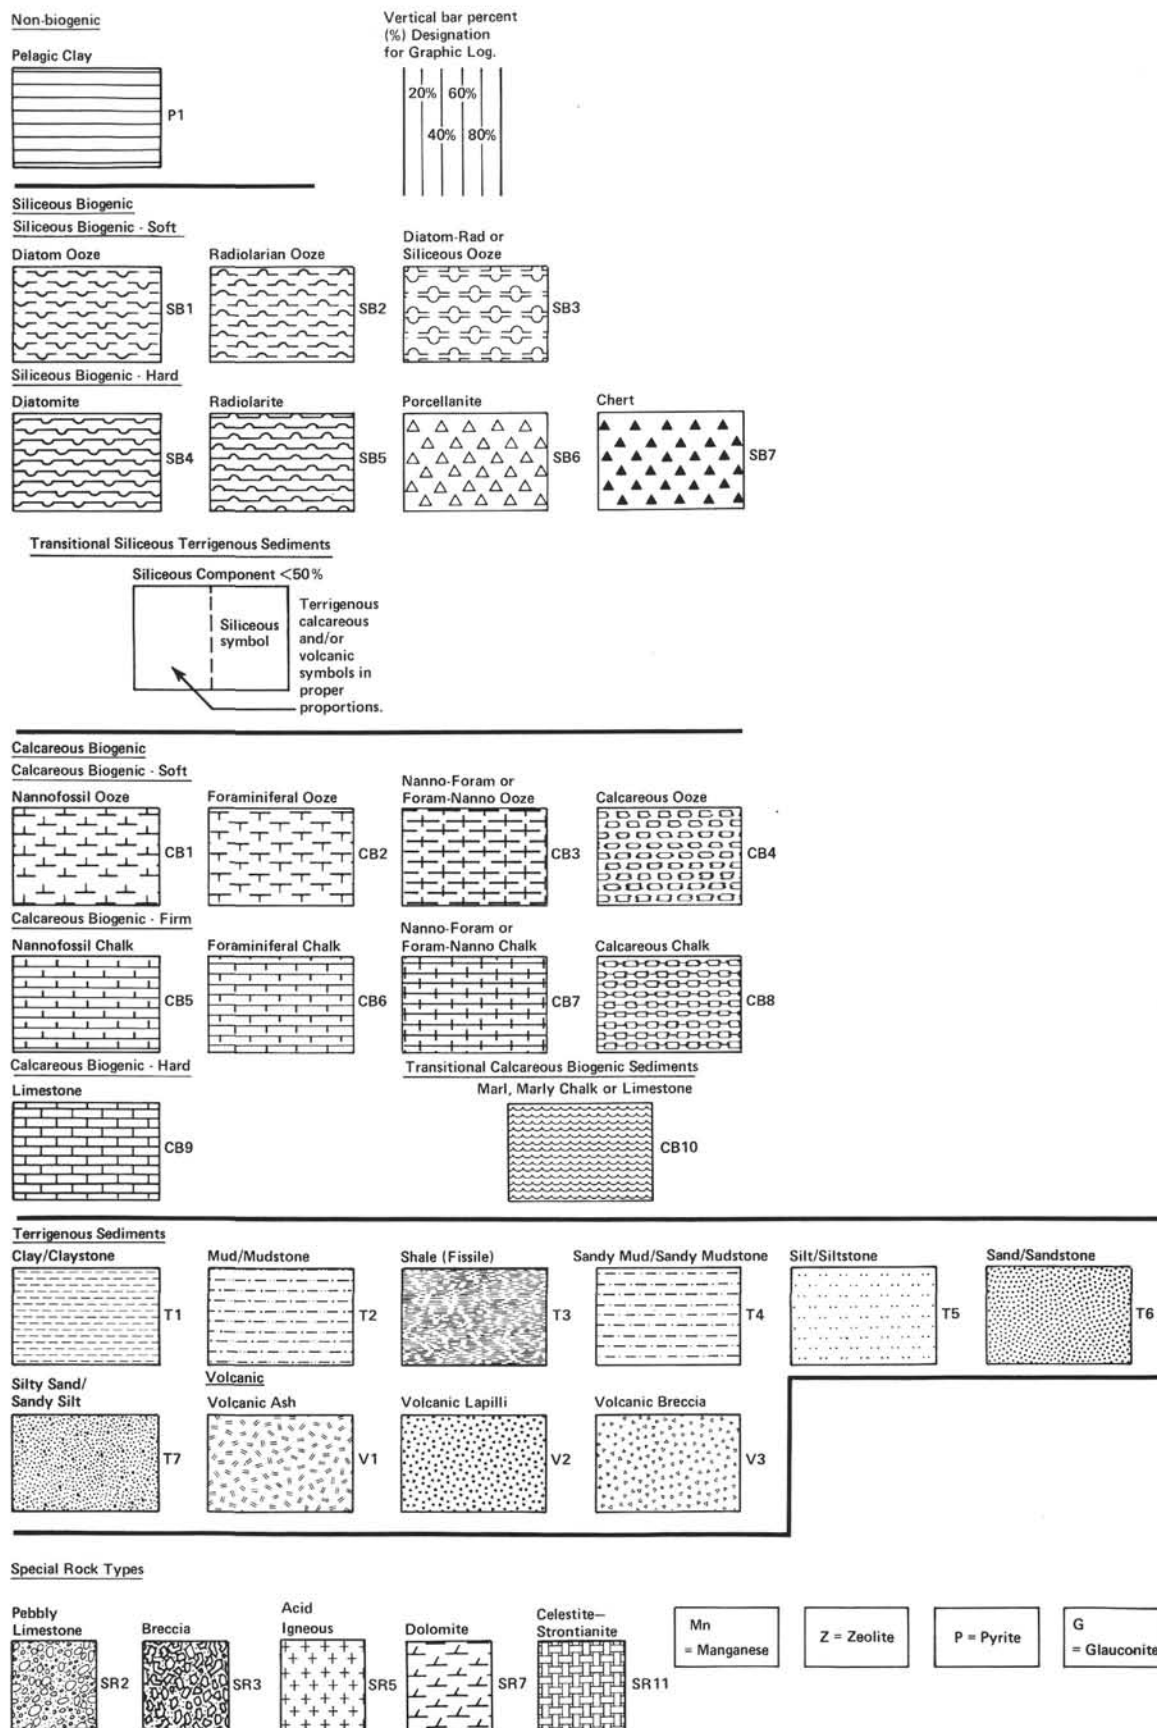 Non-biogenic
Vertical bar percent
(%) Designation
for Graphic Log.
Pelagic Clay
P1
20% 60%
40% 80%
Siliceous Biogenic
Siliceous Biogenic - Soft
Diatom Ooze
Radiolarian Ooze
Diatom-Rad or
Siliceous Ooze
SB1
SB2
SB3
Siliceous Biogenic - Hard
Diatomite
Radiolarite
Porcellanite
Chert
SB4
SB5
SB6
SB7
Transitional Siliceous Terrigenous Sediments
Siliceous Component <50%
Siliceous
symbol
Terrigenous
calcareous
and/or
volcanic
symbols in
proper
proportions.
Calcareous Biogenic
Calcareous Biogenic - Soft
Nannofossil Ooze
Foraminiferal Ooze
Nanno-Foram or
Foram-Nanno Ooze
Calcareous Ooze
CB1
CB2
CB3
CB4
Calcareous Biogenic - Firm
Nannofossil Chalk
Foraminiferal Chalk
Nanno-Foram or
Foram-Nanno Chalk
Calcareous Chalk
CB5
CB6
CB7
CB8
Calcareous Biogenic - Hard
Transitional Calcareous Biogenic Sediments
Limestone
Marl, Marly Chalk or Limestone
CB9
CB10
Terrigenous Sediments
Clay/Claystone
Mud/Mudstone
Shale (Fissile)
Sandy Mud/Sandy Mudstone
Silt/Siltstone
Sand/Sandstone
T1
T2
T3
T4
T5
T6
Silty Sand/
Sandy Silt
Volcanic
Volcanic Ash
Volcanic Lapilli
Volcanic Breccia
T7
V1
V2
V3
Special Rock Types
Pebbly
Limestone
Breccia
Acid
Igneous
Dolomite
Celestite—
Strontianite
SR2
SR3
SR5
SR7
SR11
Mn
= Manganese
Z = Zeolite
P = Pyrite
G
= Glauconite